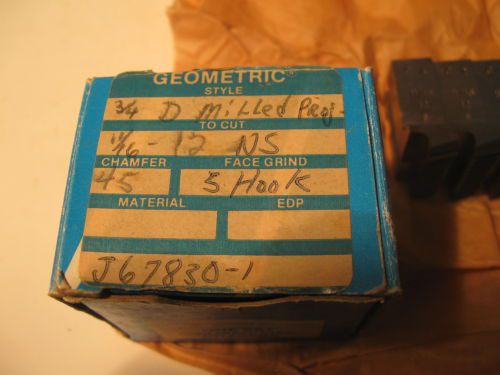 GEOMETRIC
STYLE
3/4 D Milled Proj.
TO CUT
11/16 - 12 NS
CHAMFER FACE GRIND
45 5 Hook
MATERIAL EDP
J67830-1